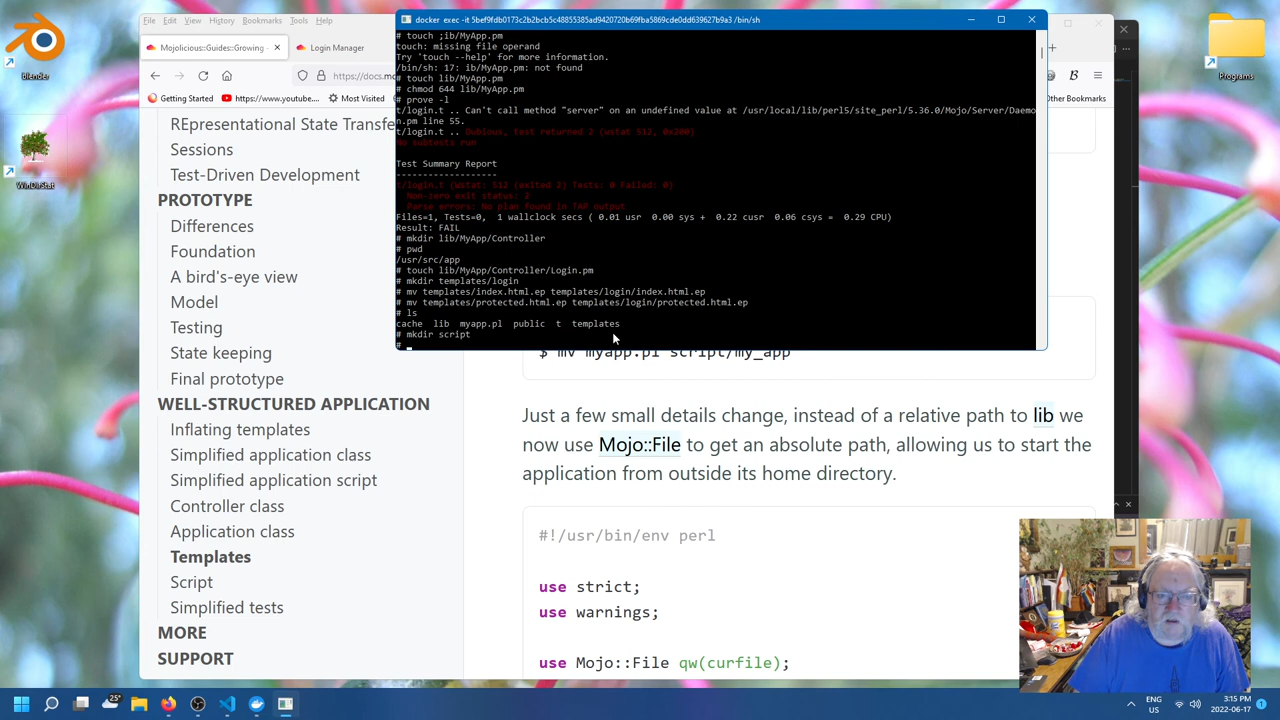 docker exec -it 5bef9fdb0173c2b2bcb5c48855385ad9420720b69fba5869cde0dd639627b9a3 /bin/sh
# touch ;ib/MyApp.pm
touch: missing file operand
Try 'touch --help' for more information.
/bin/sh: 17: ib/MyApp.pm: not found
# touch lib/MyApp.pm
# chmod 644 lib/MyApp.pm
# prove -l
t/login.t .. Can't call method "server" on an undefined value at /usr/local/lib/perl5/site_perl/5.36.0/Mojo/Server/Daemo
n.pm line 55.
t/login.t .. Dubious, test returned 2 (wstat 512, 0x200)
No subtests run
Test Summary Report
-------------------
t/login.t (Wstat: 512 (exited 2) Tests: 0 Failed: 0)
Non-zero exit status: 2
Parse errors: No plan found in TAP output
Files=1, Tests=0,  1 wallclock secs ( 0.01 usr  0.00 sys +  0.22 cusr  0.06 csys =  0.29 CPU)
Result: FAIL
# mkdir lib/MyApp/Controller
# pwd
/usr/src/app
# touch lib/MyApp/Controller/Login.pm
# mkdir templates/login
# mv templates/index.html.ep templates/login/index.html.ep
# mv templates/protected.html.ep templates/login/protected.html.ep
# ls
cache  lib  myapp.pl  public  t  templates
# mkdir script
#
File Edit View History Bookmarks Tools Help
Mojolicious::Guides::Growing -
Login Manager
https://docs.mo
Getting Started
https://www.youtube....
Most Visited
Other Bookmarks
REpresentational State Transfe
Sessions
Test-Driven Development
PROTOTYPE
Differences
Foundation
A bird's-eye view
Model
Testing
State keeping
Final prototype
WELL-STRUCTURED APPLICATION
Inflating templates
Simplified application class
Simplified application script
Controller class
Application class
Templates
Script
Simplified tests
MORE
SUPPORT
$ mv myapp.pl script/my_app
Just a few small details change, instead of a relative path to lib we
now use Mojo::File to get an absolute path, allowing us to start the
application from outside its home directory.
#!/usr/bin/env perl
use strict;
use warnings;
use Mojo::File qw(curfile);
Blender
WinDirStat
Programs
25°
ENG
US
3:15 PM
2022-06-17